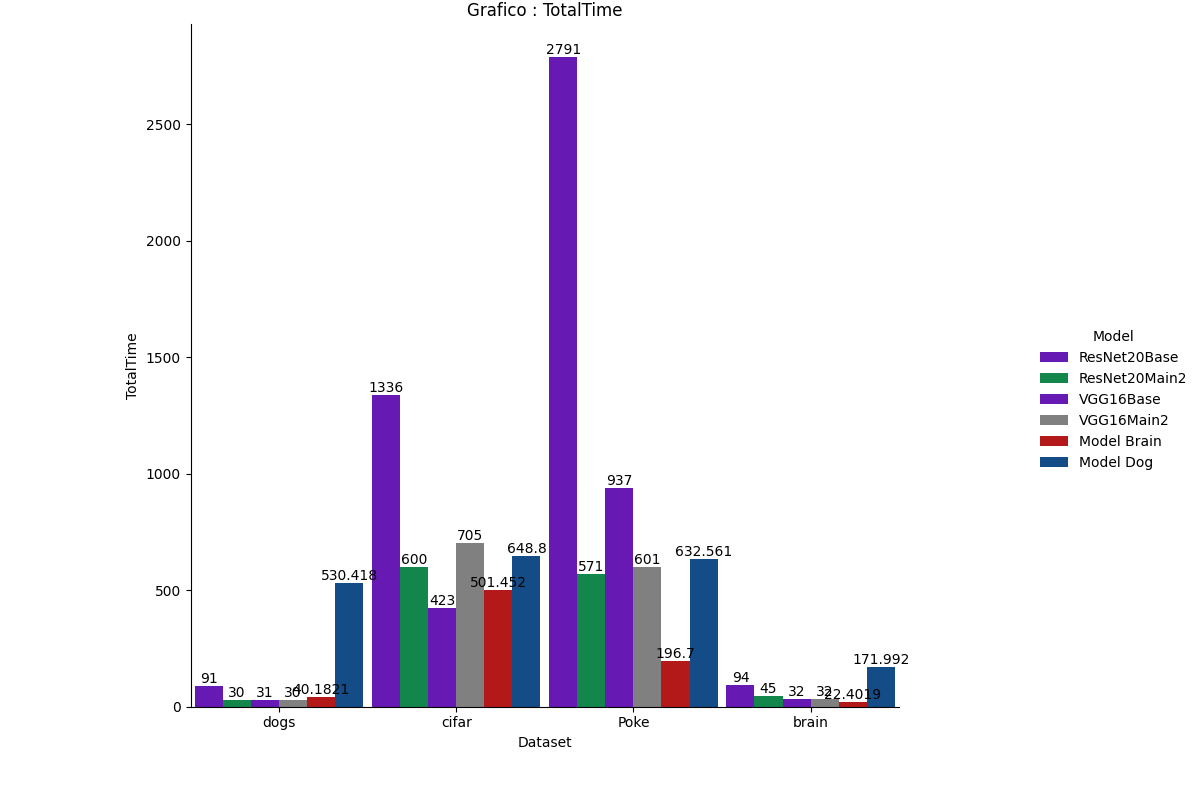 Grafico : TotalTime
2791
2500
2000
TotalTime
1500
1336
1000
937
705
648.8
632.561
600
601
571
530.418
501.452
500
423
196.7
171.992
91
30
31
30
40.1821
94
45
32
32
22.4019
0
dogs
cifar
Poke
brain
Dataset
Model
ResNet20Base
ResNet20Main2
VGG16Base
VGG16Main2
Model Brain
Model Dog